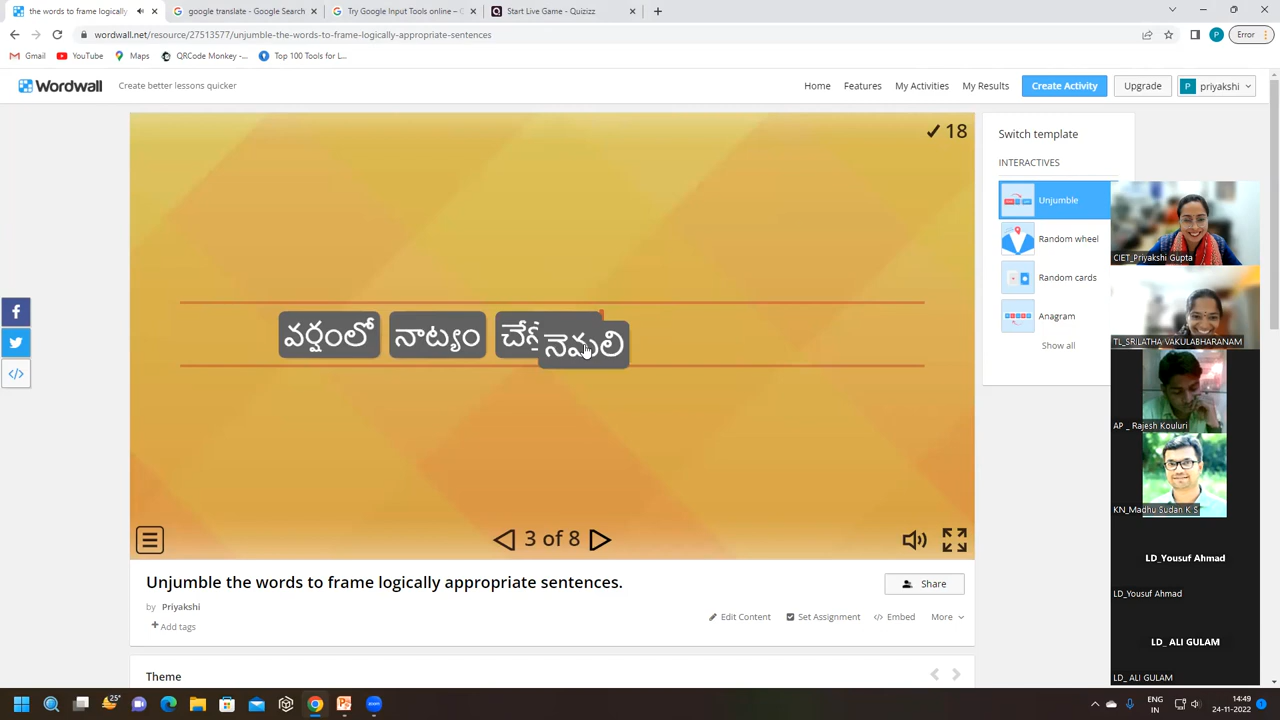 the words to frame logically
google translate - Google Search
Try Google Input Tools online – G
Start Live Game - Quizizz
wordwall.net/resource/27513577/unjumble-the-words-to-frame-logically-appropriate-sentences
Error
Gmail
YouTube
Maps
QRCode Monkey -...
Top 100 Tools for L...
Wordwall
Create better lessons quicker
Home
Features
My Activities
My Results
Create Activity
Upgrade
P priyakshi
18
Switch template
INTERACTIVES
Unjumble
Random wheel
Random cards
Anagram
Show all
CIET_Priyakshi Gupta
TL_SRILATHA VAKULABHARANAM
AP _ Rajesh Kouluri
KN_Madhu Sudan K S
LD_Yousuf Ahmad
LD_Yousuf Ahmad
LD_ ALI GULAM
LD_ ALI GULAM
వర్షంలో నాట్యం నెమలి
3 of 8
Unjumble the words to frame logically appropriate sentences.
Share
by Priyakshi
Add tags
Edit Content
Set Assignment
Embed
More
Theme
25°
ENG
IN
14:49
24-11-2022